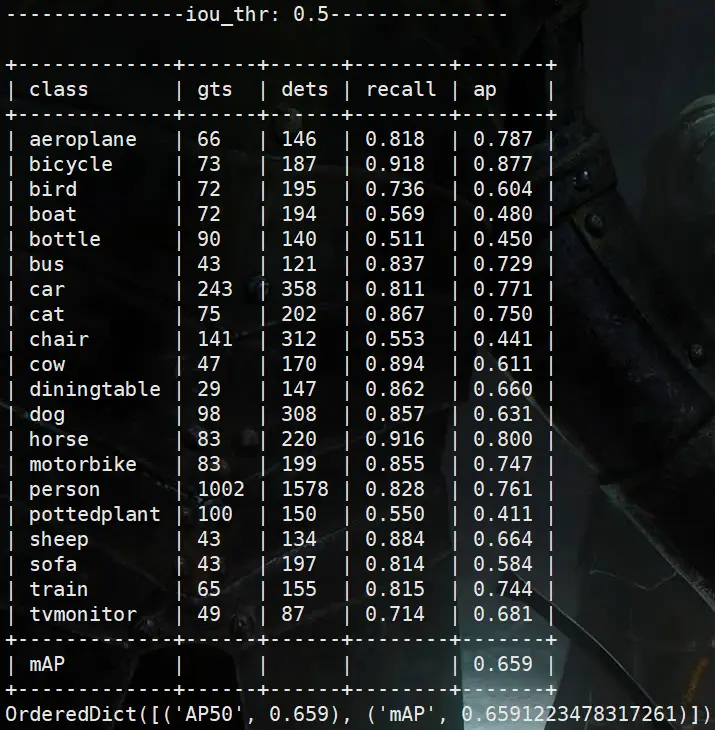 ---------------iou_thr: 0.5---------------
+-------------+------+------+--------+-------+
| class       | gts  | dets | recall | ap    |
+-------------+------+------+--------+-------+
| aeroplane   | 66   | 146  | 0.818  | 0.787 |
| bicycle     | 73   | 187  | 0.918  | 0.877 |
| bird        | 72   | 195  | 0.736  | 0.604 |
| boat        | 72   | 194  | 0.569  | 0.480 |
| bottle      | 90   | 140  | 0.511  | 0.450 |
| bus         | 43   | 121  | 0.837  | 0.729 |
| car         | 243  | 358  | 0.811  | 0.771 |
| cat         | 75   | 202  | 0.867  | 0.750 |
| chair       | 141  | 312  | 0.553  | 0.441 |
| cow         | 47   | 170  | 0.894  | 0.611 |
| diningtable | 29   | 147  | 0.862  | 0.660 |
| dog         | 98   | 308  | 0.857  | 0.631 |
| horse       | 83   | 220  | 0.916  | 0.800 |
| motorbike   | 83   | 199  | 0.855  | 0.747 |
| person      | 1002 | 1578 | 0.828  | 0.761 |
| pottedplant | 100  | 150  | 0.550  | 0.411 |
| sheep       | 43   | 134  | 0.884  | 0.664 |
| sofa        | 43   | 197  | 0.814  | 0.584 |
| train       | 65   | 155  | 0.815  | 0.744 |
| tvmonitor   | 49   | 87   | 0.714  | 0.681 |
+-------------+------+------+--------+-------+
| mAP         |      |      |        | 0.659 |
+-------------+------+------+--------+-------+
OrderedDict([('AP50', 0.659), ('mAP', 0.6591223478317261)])